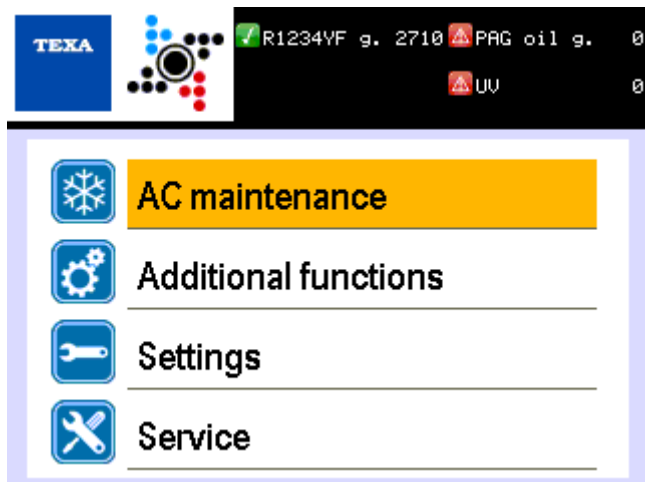 TEXA
R1234YF g. 2710 PAG oil g. 0
UV 0
AC maintenance
Additional functions
Settings
Service